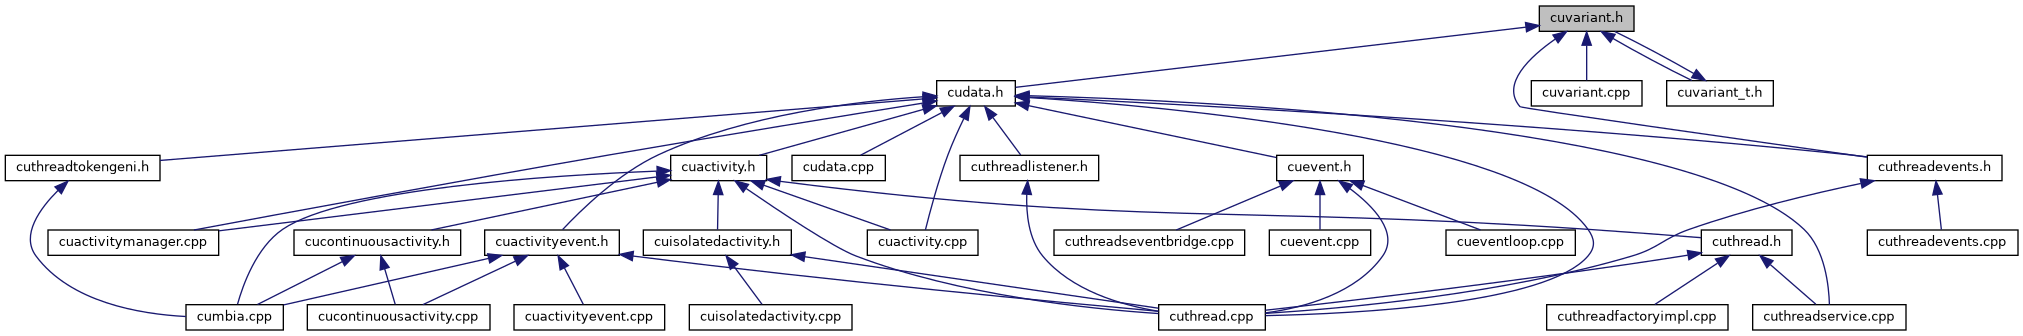 cuvariant.h
cudata.h
cuvariant.cpp
cuvariant_t.h
cuthreadtokengeni.h
cuactivity.h
cudata.cpp
cuthreadlistener.h
cuevent.h
cuthreadevents.h
cuactivitymanager.cpp
cucontinuousactivity.h
cuactivityevent.h
cuisolatedactivity.h
cuactivity.cpp
cuthreadseventbridge.cpp
cuevent.cpp
cueventloop.cpp
cuthread.h
cuthreadevents.cpp
cumbia.cpp
cucontinuousactivity.cpp
cuactivityevent.cpp
cuisolatedactivity.cpp
cuthread.cpp
cuthreadfactoryimpl.cpp
cuthreadservice.cpp